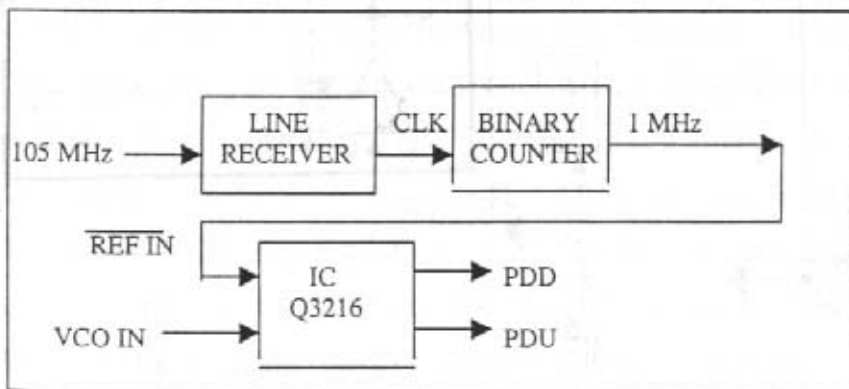 105 MHz
LINE
RECEIVER
CLK
BINARY
COUNTER
1 MHz
REF IN
IC
Q3216
PDD
VCO IN
PDU